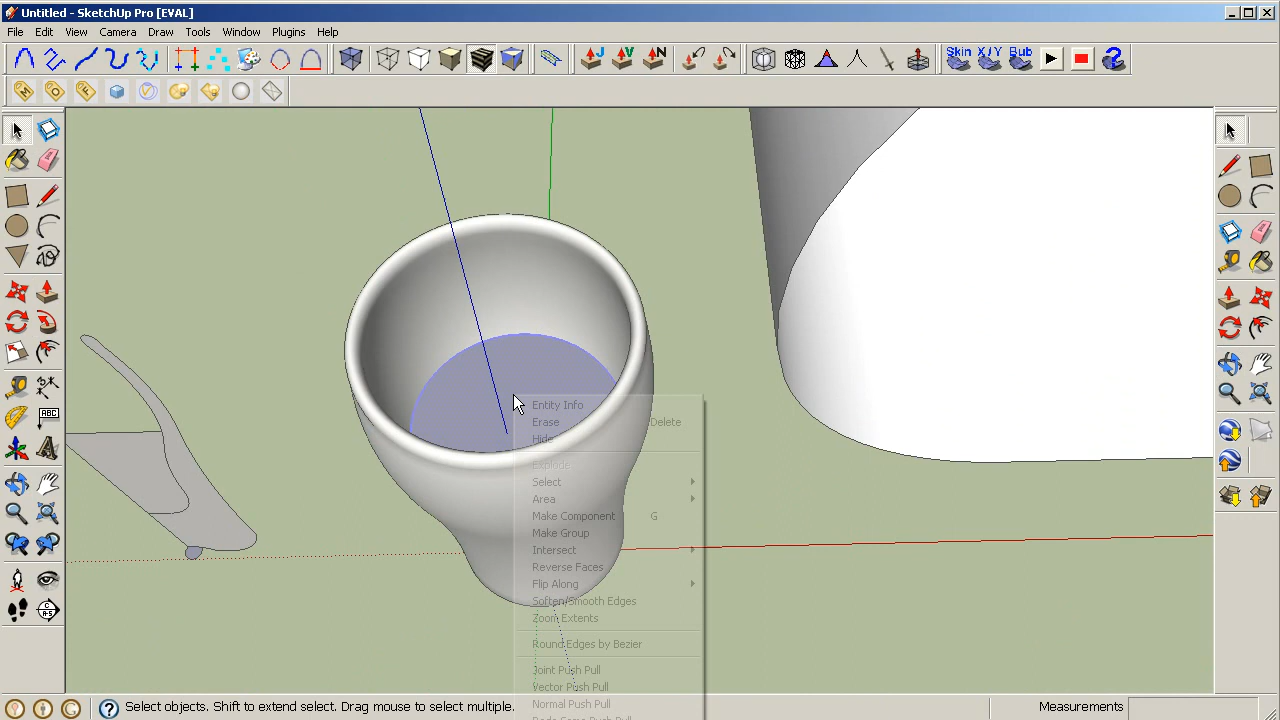 Untitled - SketchUp Pro [EVAL]
File Edit View Camera Draw Tools Window Plugins Help
J V N Skin X/Y Bub ?
M O F
ABC
Entity Info
Erase Delete
Hide
Explode
Select
Area
Make Component G
Make Group
Intersect
Reverse Faces
Flip Along
Soften/Smooth Edges
Zoom Extents
Round Edges by Bezier
Joint Push Pull
Vector Push Pull
Normal Push Pull
Select objects. Shift to extend select. Drag mouse to select multiple. Measurements